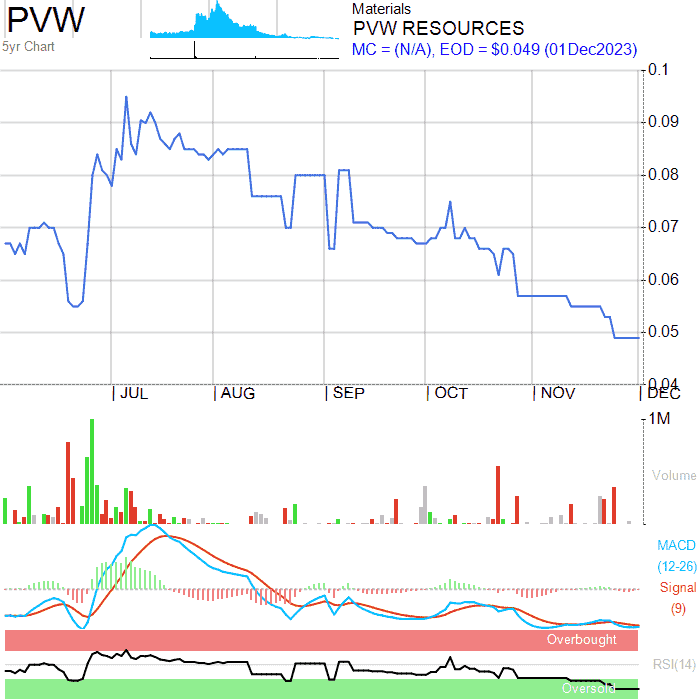 PVW
5yr Chart
Materials
PVW RESOURCES
MC = (N/A), EOD = $0.049 (01Dec2023)
0.1
0.09
0.08
0.07
0.06
0.05
0.04
JUL AUG SEP OCT NOV DEC
1M
Volume
MACD
(12-26)
Signal
(9)
Overbought
RSI(14)
Oversold